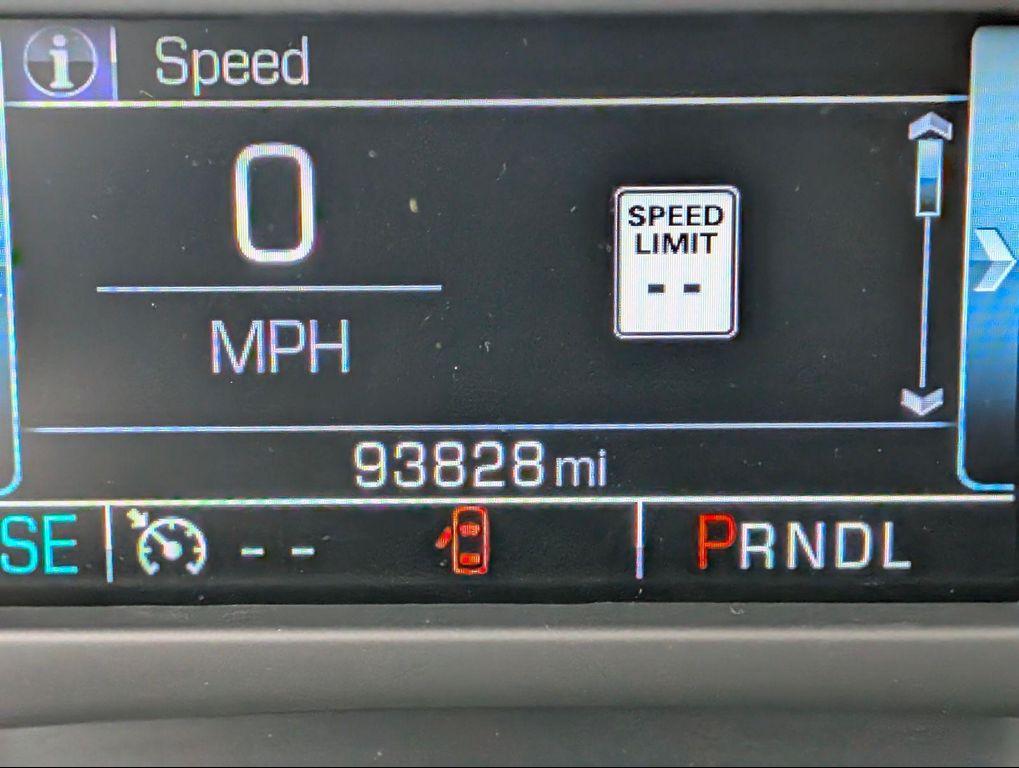 Speed
0
MPH
SPEED
LIMIT
--
93828 mi
SE
--
PRNDL